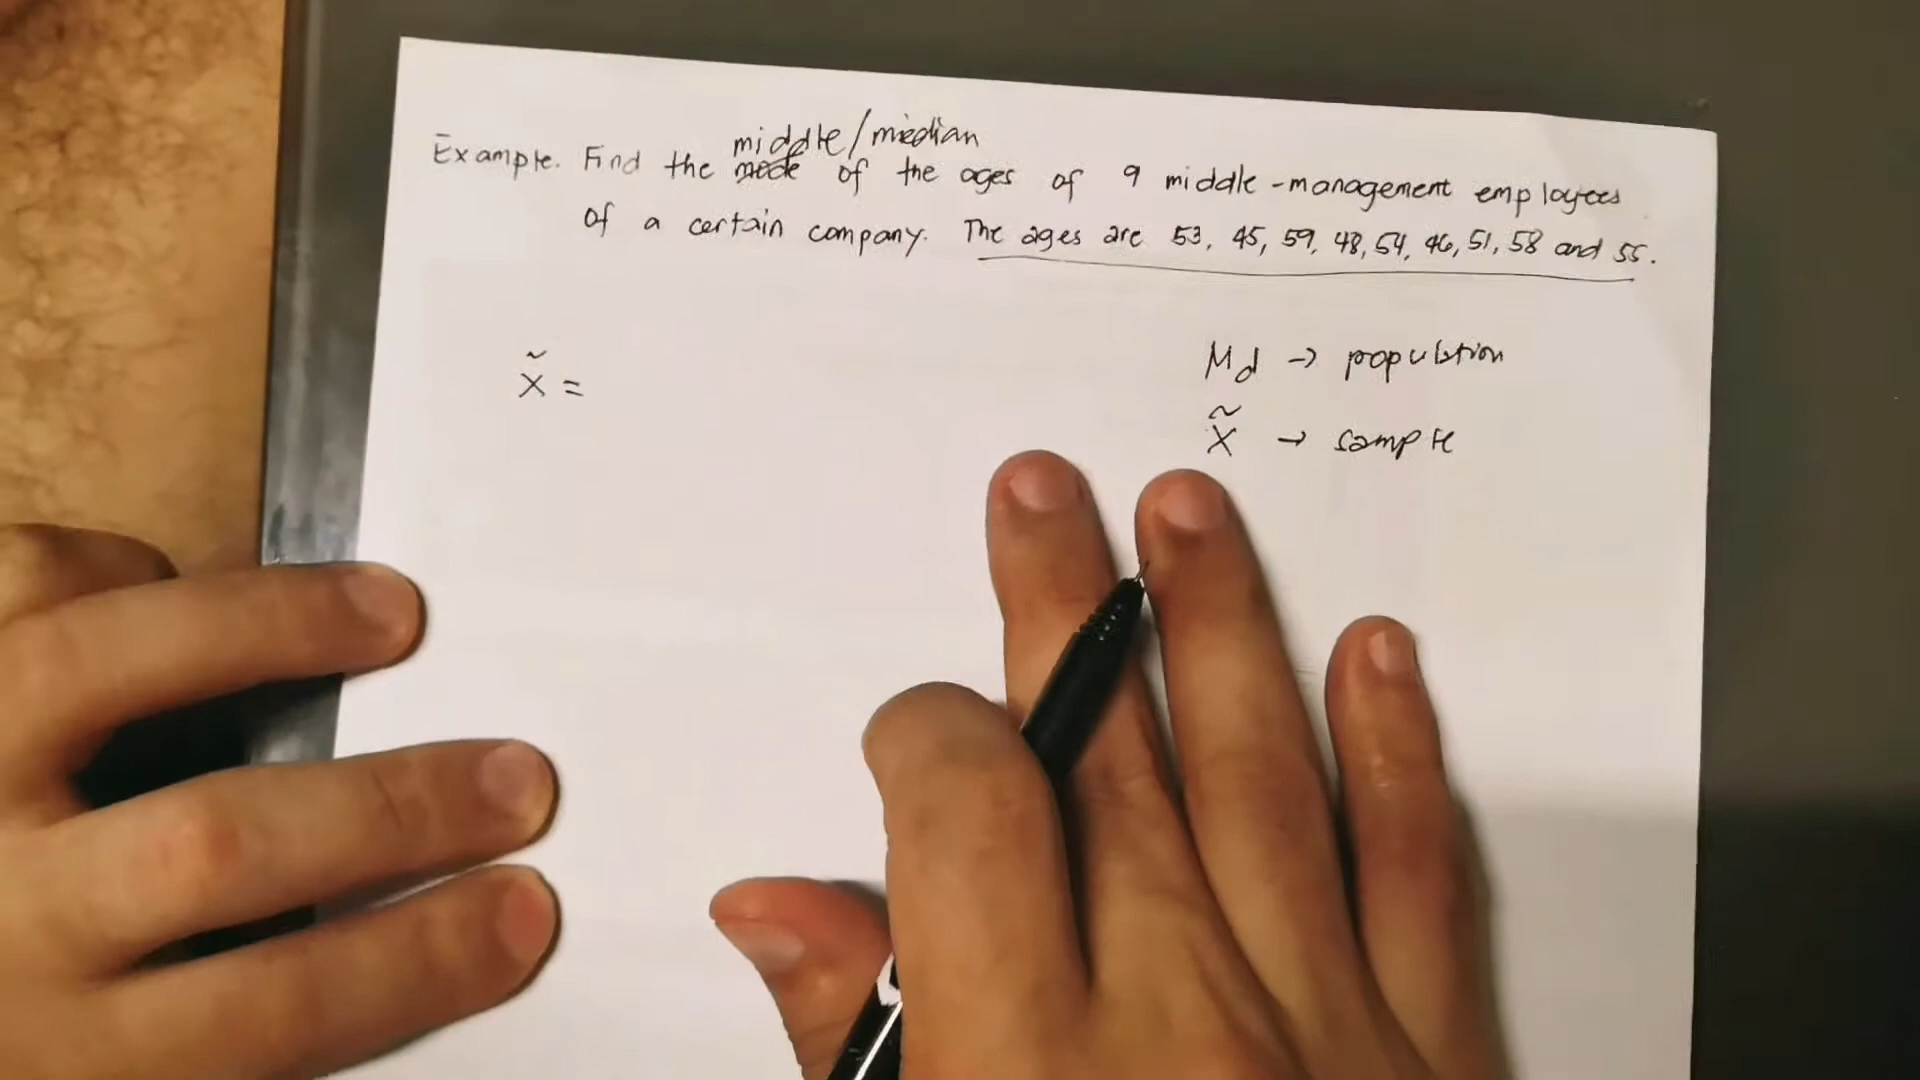 middle/median
Example. Find the mode of the ages of 9 middle-management employees
of a certain company. The ages are 53, 45, 59, 48, 54, 46, 51, 58 and 55.
Md → population
x̃ =
x̃ → sample